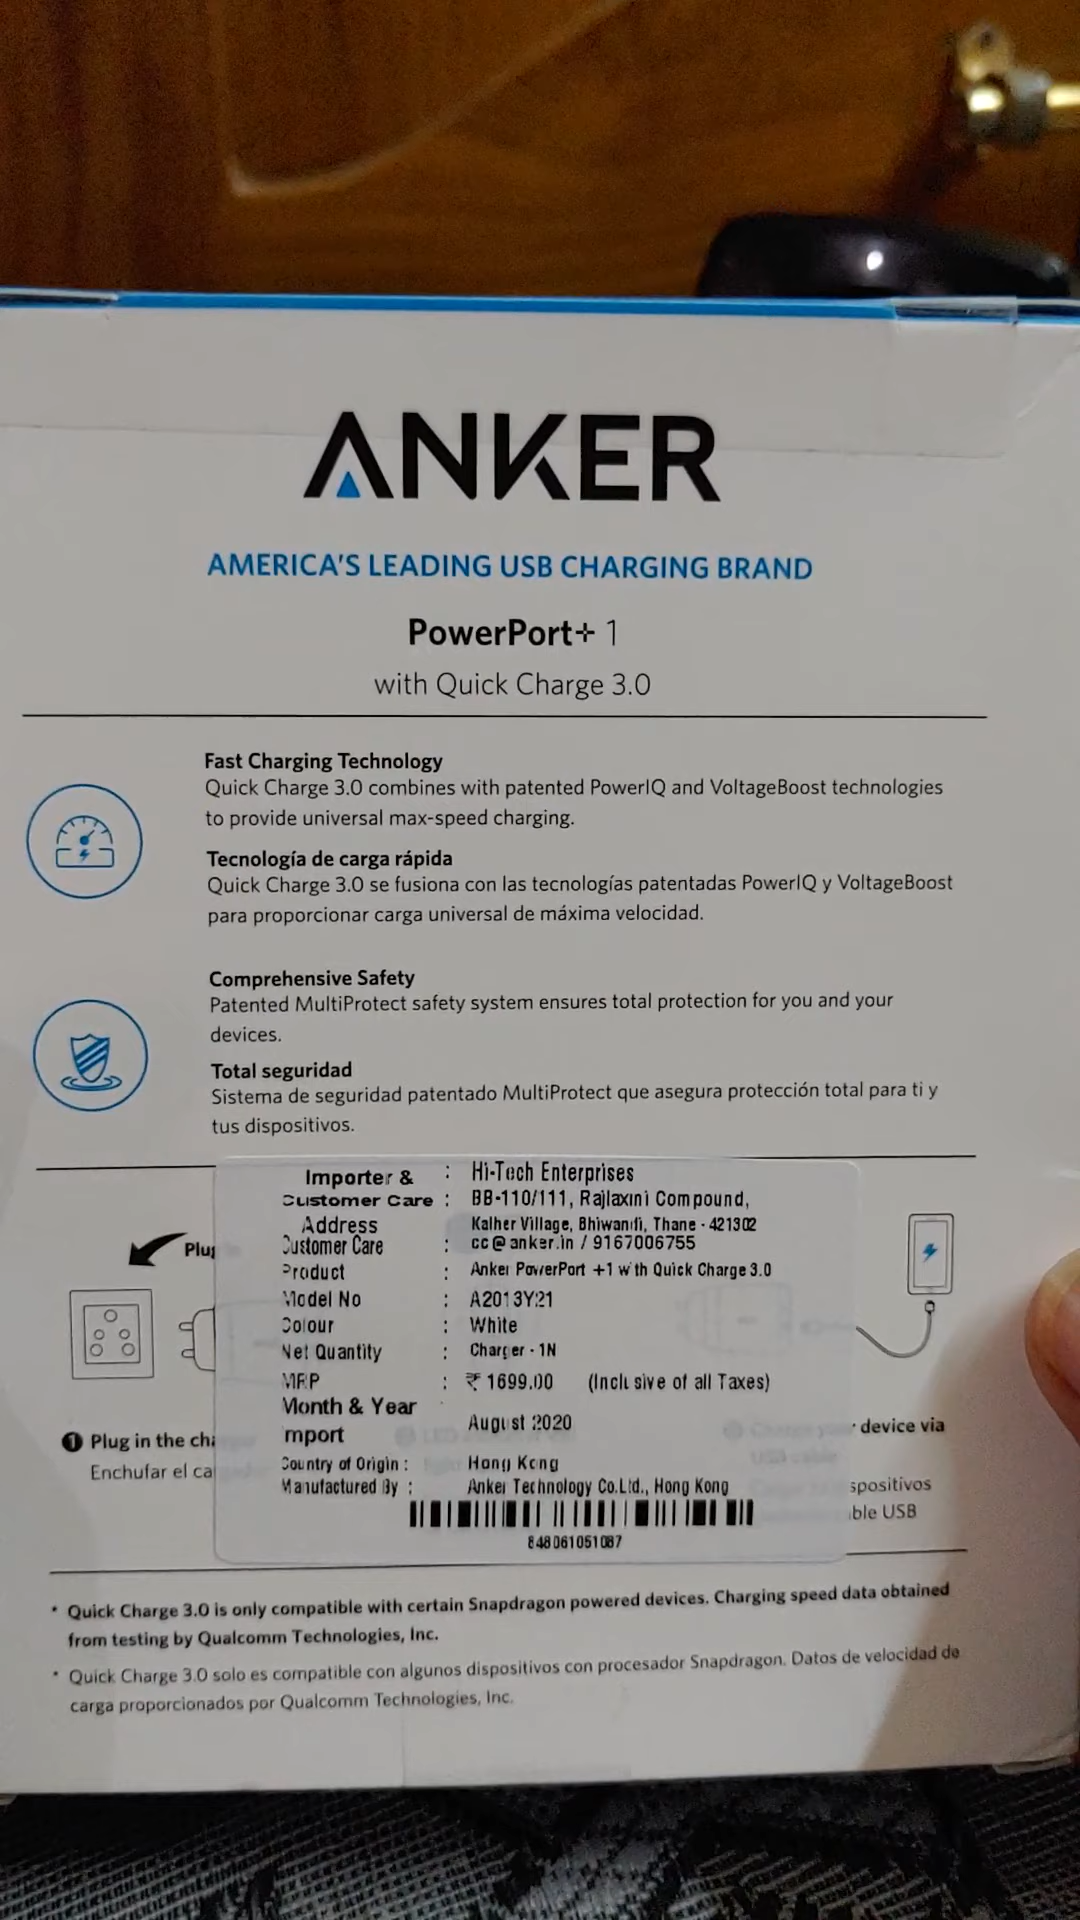 ANKER
AMERICA'S LEADING USB CHARGING BRAND
PowerPort+ 1
with Quick Charge 3.0
Fast Charging Technology
Quick Charge 3.0 combines with patented PowerIQ and VoltageBoost technologies
to provide universal max-speed charging.
Tecnología de carga rápida
Quick Charge 3.0 se fusiona con las tecnologías patentadas PowerIQ y VoltageBoost
para proporcionar carga universal de máxima velocidad.
Comprehensive Safety
Patented MultiProtect safety system ensures total protection for you and your
devices.
Total seguridad
Sistema de seguridad patentado MultiProtect que asegura protección total para ti y
tus dispositivos.
Importer & : Hi-Tech Enterprises
Customer Care : BB-110/111, Rajlaxini Compound,
Address Kalher Village, Bhiwandi, Thane - 421302
Customer Care : cc@anker.in / 9167006755
Product : Anker PowerPort +1 with Quick Charge 3.0
Model No : A2013Y21
Colour : White
Net Quantity : Charger - 1N
MRP : ₹ 1699.00 (Inclusive of all Taxes)
Month & Year
mport August 2020
Country of Origin : Hong Kong
Manufactured By : Anker Technology Co.Ltd., Hong Kong
848061051087
Plug
1 Plug in the cha
Enchufar el ca
device via
spositivos
ble USB
* Quick Charge 3.0 is only compatible with certain Snapdragon powered devices. Charging speed data obtained
from testing by Qualcomm Technologies, Inc.
* Quick Charge 3.0 solo es compatible con algunos dispositivos con procesador Snapdragon. Datos de velocidad de
carga proporcionados por Qualcomm Technologies, Inc.